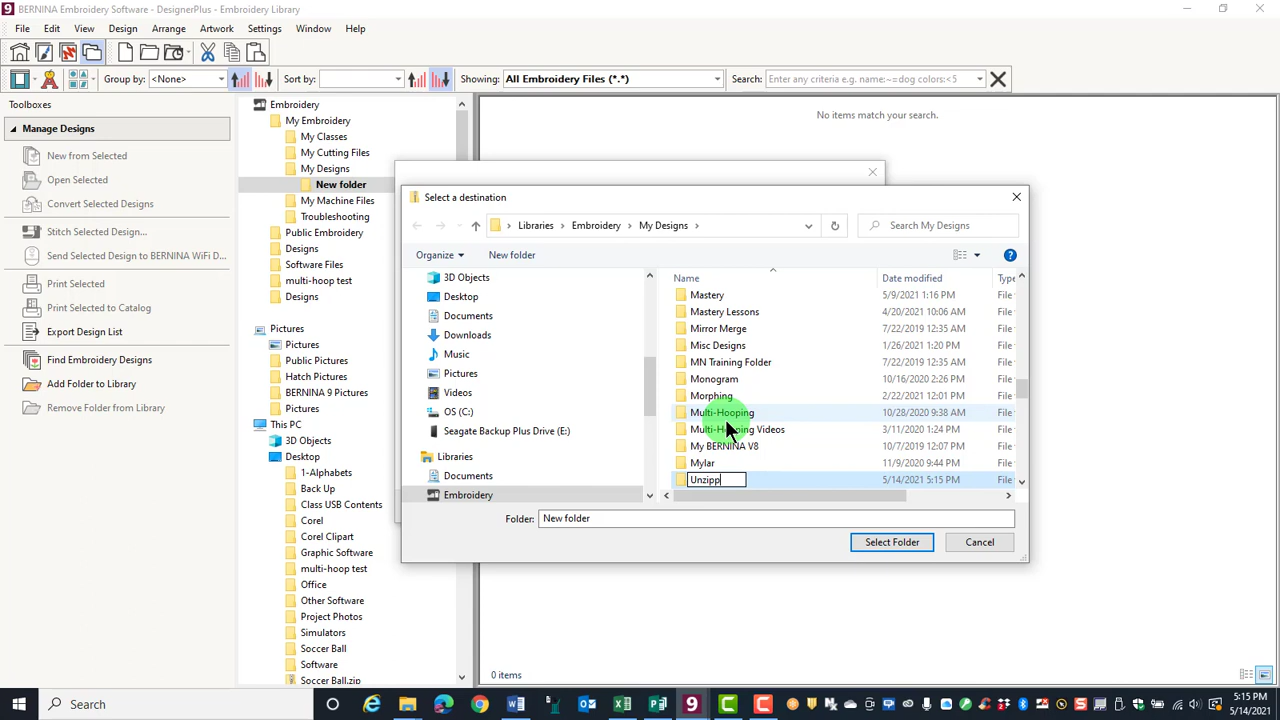 BERNINA Embroidery Software - DesignerPlus - Embroidery Library
File Edit View Design Arrange Artwork Settings Window Help
Group by: <None> Sort by: Showing: All Embroidery Files (*.*) Search: Enter any criteria e.g. name:~=dog colors:<5
Toolboxes
Manage Designs
New from Selected
Open Selected
Convert Selected Designs
Stitch Selected Design...
Send Selected Design to BERNINA WiFi D...
Print Selected
Print Selected to Catalog
Export Design List
Find Embroidery Designs
Add Folder to Library
Remove Folder from Library
Embroidery
My Embroidery
My Classes
My Cutting Files
My Designs
New folder
My Machine Files
Troubleshooting
Public Embroidery
Designs
Software Files
multi-hoop test
Designs
Pictures
Pictures
Public Pictures
Hatch Pictures
BERNINA 9 Pictures
Pictures
This PC
3D Objects
Desktop
1-Alphabets
Back Up
Class USB Contents
Corel
Corel Clipart
Graphic Software
multi-hoop test
Office
Other Software
Project Photos
Simulators
Soccer Ball
Software
Soccer Ball.zip
No items match your search.
Select a destination
Libraries > Embroidery > My Designs >
Search My Designs
Organize New folder
3D Objects
Desktop
Documents
Downloads
Music
Pictures
Videos
OS (C:)
Seagate Backup Plus Drive (E:)
Libraries
Documents
Embroidery
Name Date modified Type
Mastery 5/9/2021 1:16 PM File
Mastery Lessons 4/20/2021 10:06 AM File
Mirror Merge 7/22/2019 12:35 AM File
Misc Designs 1/26/2021 1:20 PM File
MN Training Folder 7/22/2019 12:35 AM File
Monogram 10/16/2020 2:26 PM File
Morphing 2/22/2021 12:01 PM File
Multi-Hooping 10/28/2020 9:38 AM File
Multi-Hooping Videos 3/11/2020 1:24 PM File
My BERNINA V8 10/7/2019 12:07 PM File
Mylar 11/9/2020 9:44 PM File
Unzipp 5/14/2021 5:15 PM File
Folder: New folder
Select Folder Cancel
0 items
Search
5:15 PM
5/14/2021